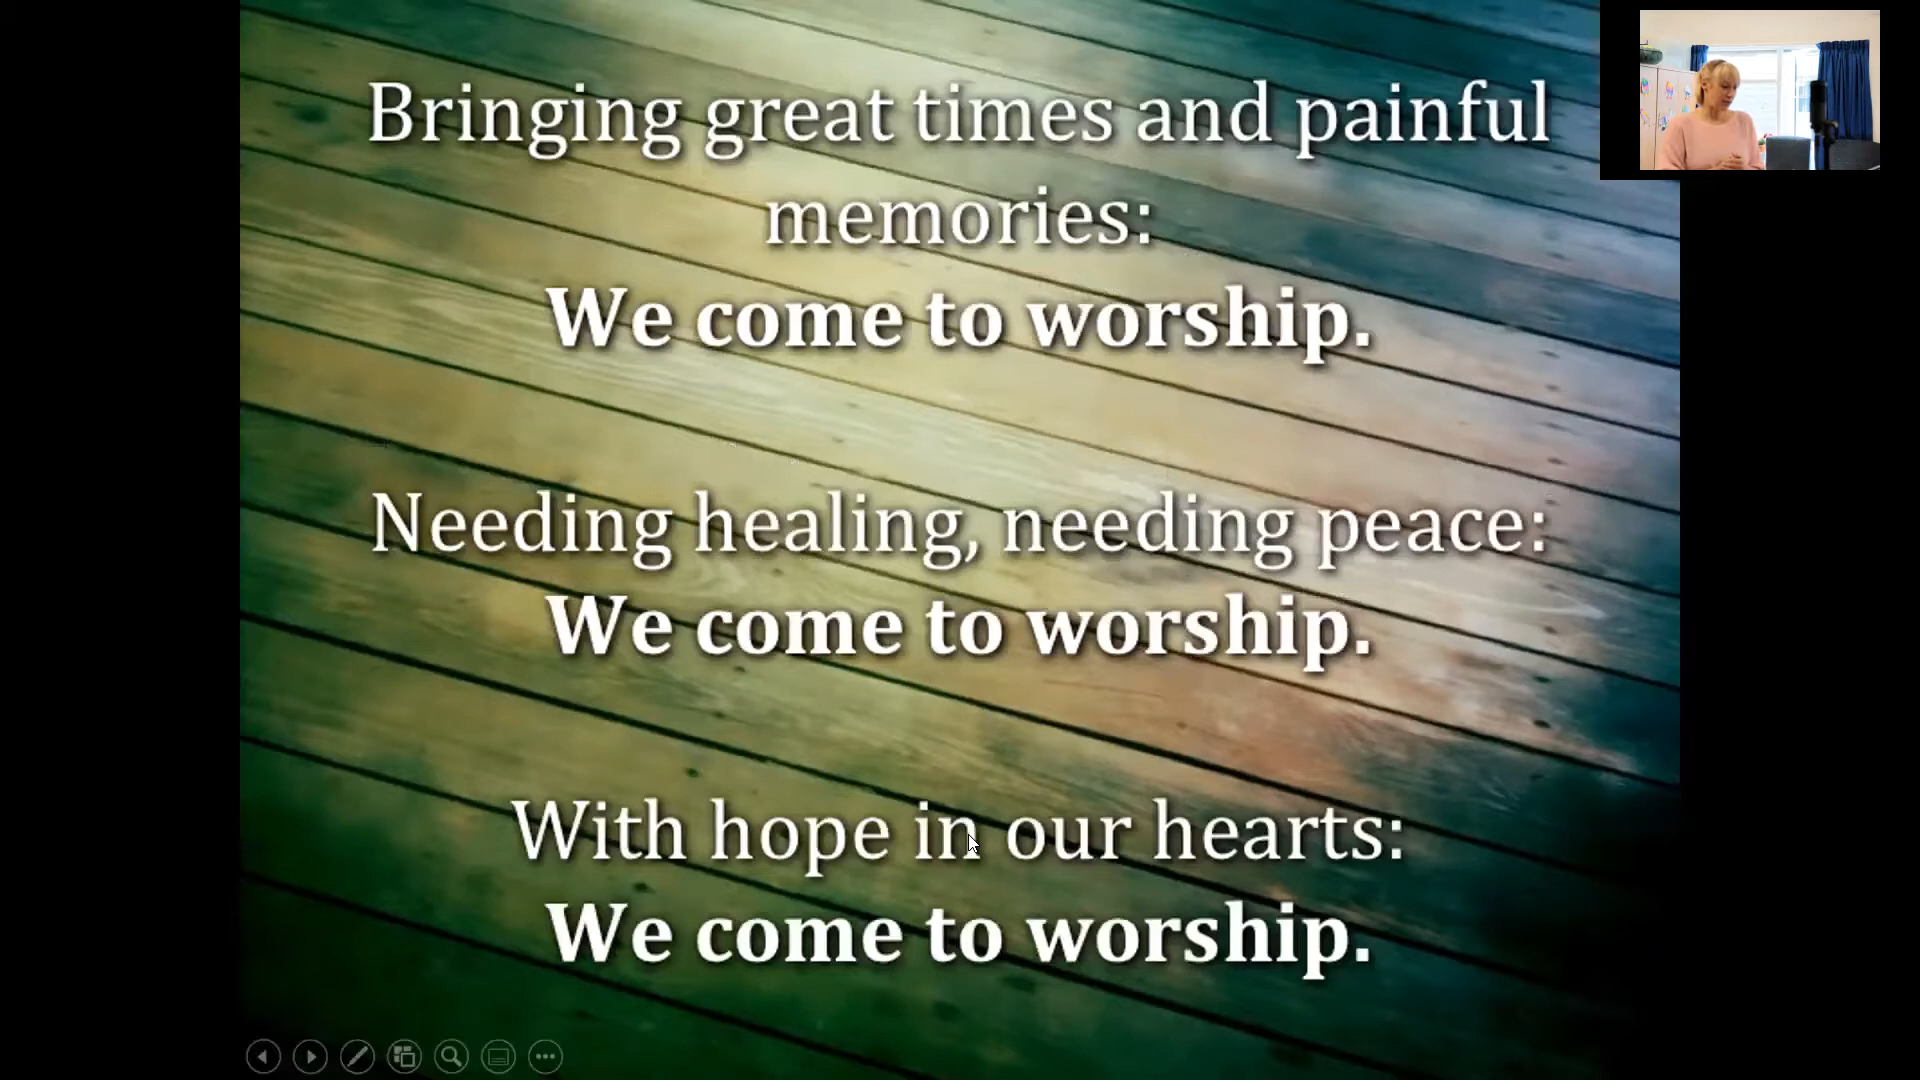 Bringing great times and painful
memories:
We come to worship.
Needing healing, needing peace:
We come to worship.
With hope in our hearts:
We come to worship.